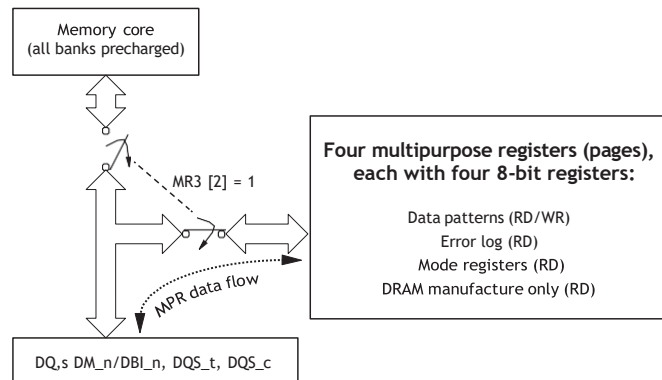 Memory core
(all banks precharged)
MR3 [2] = 1
Four multipurpose registers (pages),
each with four 8-bit registers:
Data patterns (RD/WR)
Error log (RD)
Mode registers (RD)
DRAM manufacture only (RD)
MPR data flow
DQ,s DM_n/DBI_n, DQS_t, DQS_c